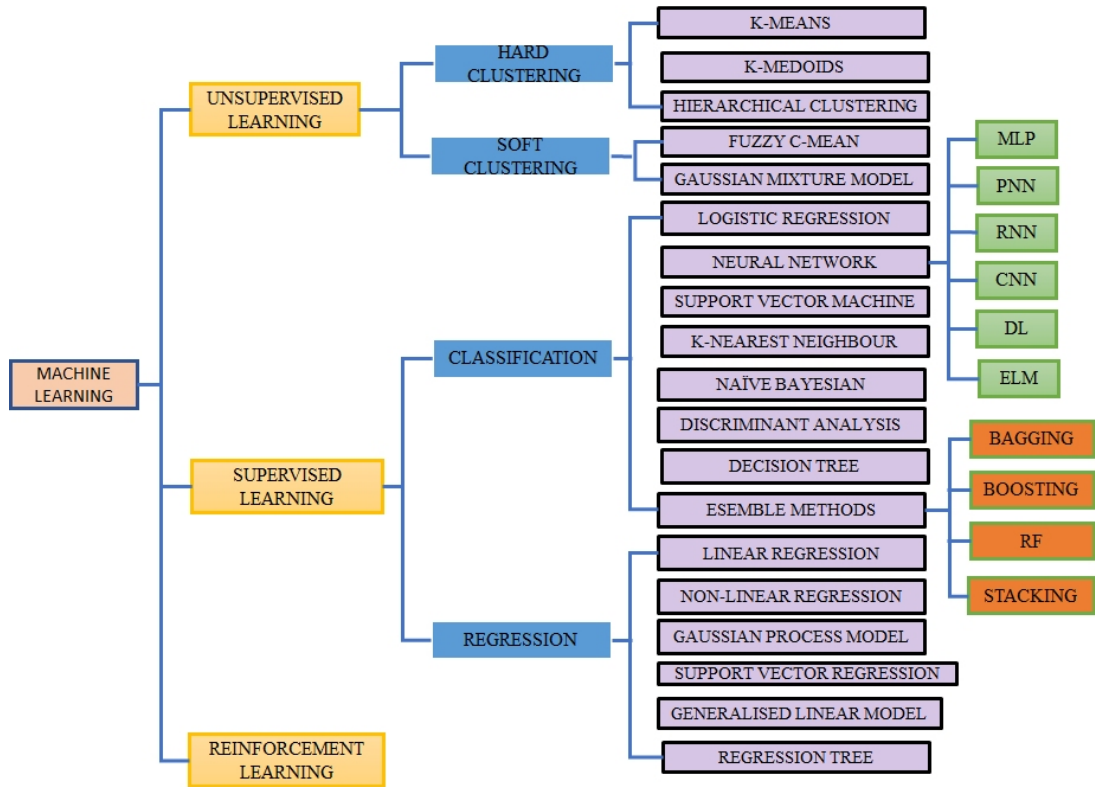 MACHINE
LEARNING
UNSUPERVISED
LEARNING
HARD
CLUSTERING
K-MEANS
K-MEDOIDS
HIERARCHICAL CLUSTERING
SOFT
CLUSTERING
FUZZY C-MEAN
GAUSSIAN MIXTURE MODEL
SUPERVISED
LEARNING
CLASSIFICATION
LOGISTIC REGRESSION
NEURAL NETWORK
MLP
PNN
RNN
CNN
DL
ELM
SUPPORT VECTOR MACHINE
K-NEAREST NEIGHBOUR
NAÏVE BAYESIAN
DISCRIMINANT ANALYSIS
DECISION TREE
ESEMBLE METHODS
BAGGING
BOOSTING
RF
STACKING
REGRESSION
LINEAR REGRESSION
NON-LINEAR REGRESSION
GAUSSIAN PROCESS MODEL
SUPPORT VECTOR REGRESSION
GENERALISED LINEAR MODEL
REGRESSION TREE
REINFORCEMENT
LEARNING